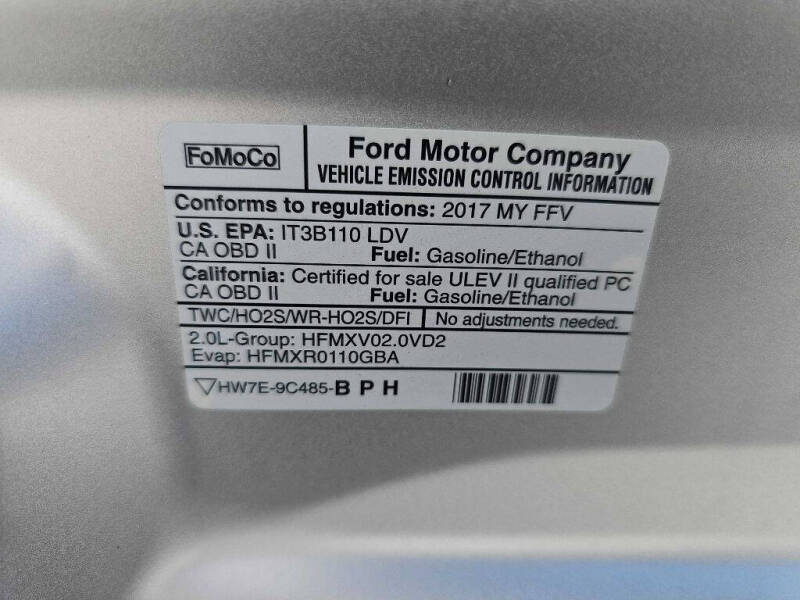 FoMoCo
Ford Motor Company
VEHICLE EMISSION CONTROL INFORMATION
Conforms to regulations: 2017 MY FFV
U.S. EPA: IT3B110 LDV
CA OBD II Fuel: Gasoline/Ethanol
California: Certified for sale ULEV II qualified PC
CA OBD II Fuel: Gasoline/Ethanol
TWC/HO2S/WR-HO2S/DFI No adjustments needed.
2.0L-Group: HFMXV02.0VD2
Evap: HFMXR0110GBA
HW7E-9C485-B P H